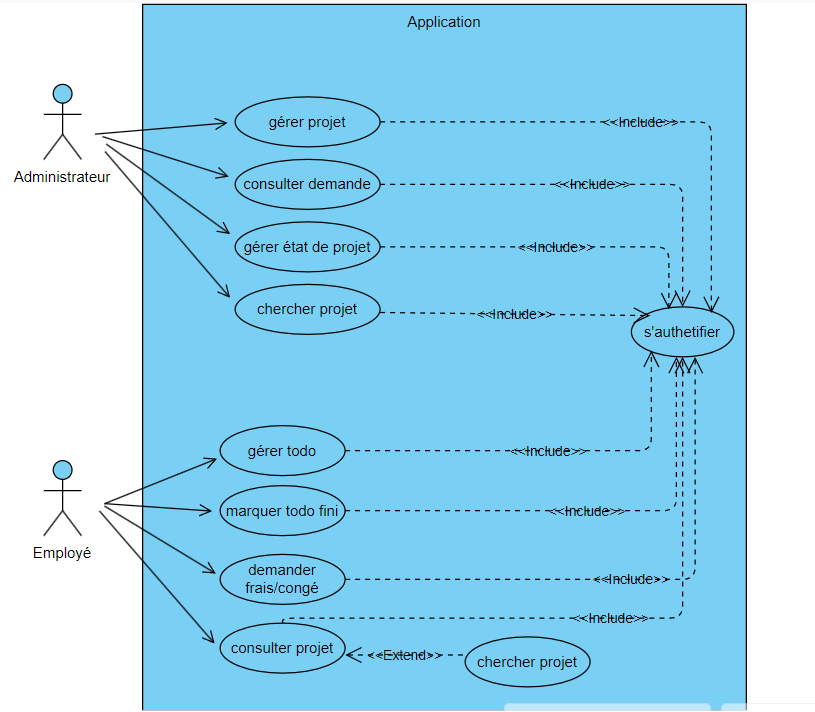 Application
Administrateur
gérer projet
<<Include>>
consulter demande
<<Include>>
gérer état de projet
<<Include>>
chercher projet
<<Include>>
s'authetifier
Employé
gérer todo
<<Include>>
marquer todo fini
<<Include>>
demander
frais/congé
<<Include>>
<<Include>>
consulter projet
<<Extend>>
chercher projet